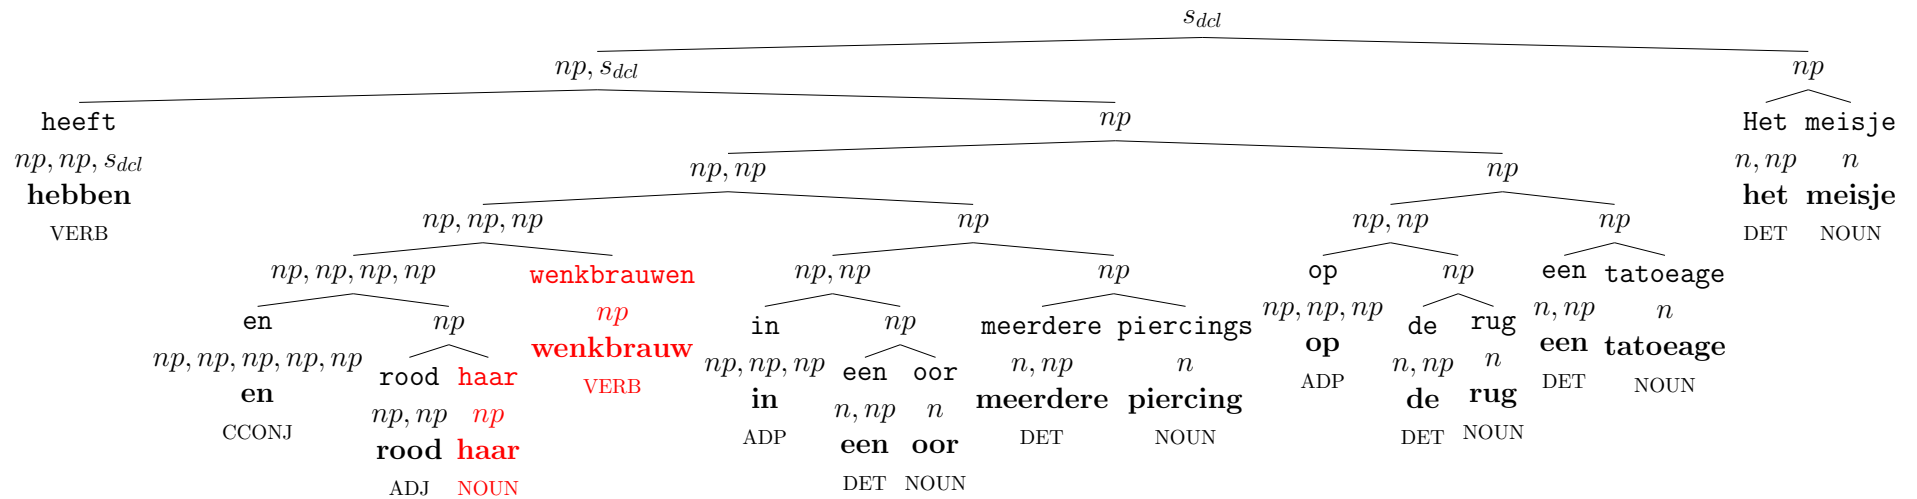 s_dcl
np, s_dcl np
heeft np Het meisje
np, np, s_dcl np, np np n, np n
hebben np, np, np np np, np np het meisje
VERB DET NOUN
np, np, np, np wenkbrauwen np, np np op np een tatoeage
en np np in np meerdere piercings np, np, np de rug n, np n
np, np, np, np, np rood haar wenkbrauw np, np, np een oor n, np n op n, np n een tatoeage
en np, np np VERB in n, np n meerdere piercing ADP de rug DET NOUN
CCONJ rood haar ADP een oor DET NOUN DET NOUN
ADJ NOUN DET NOUN